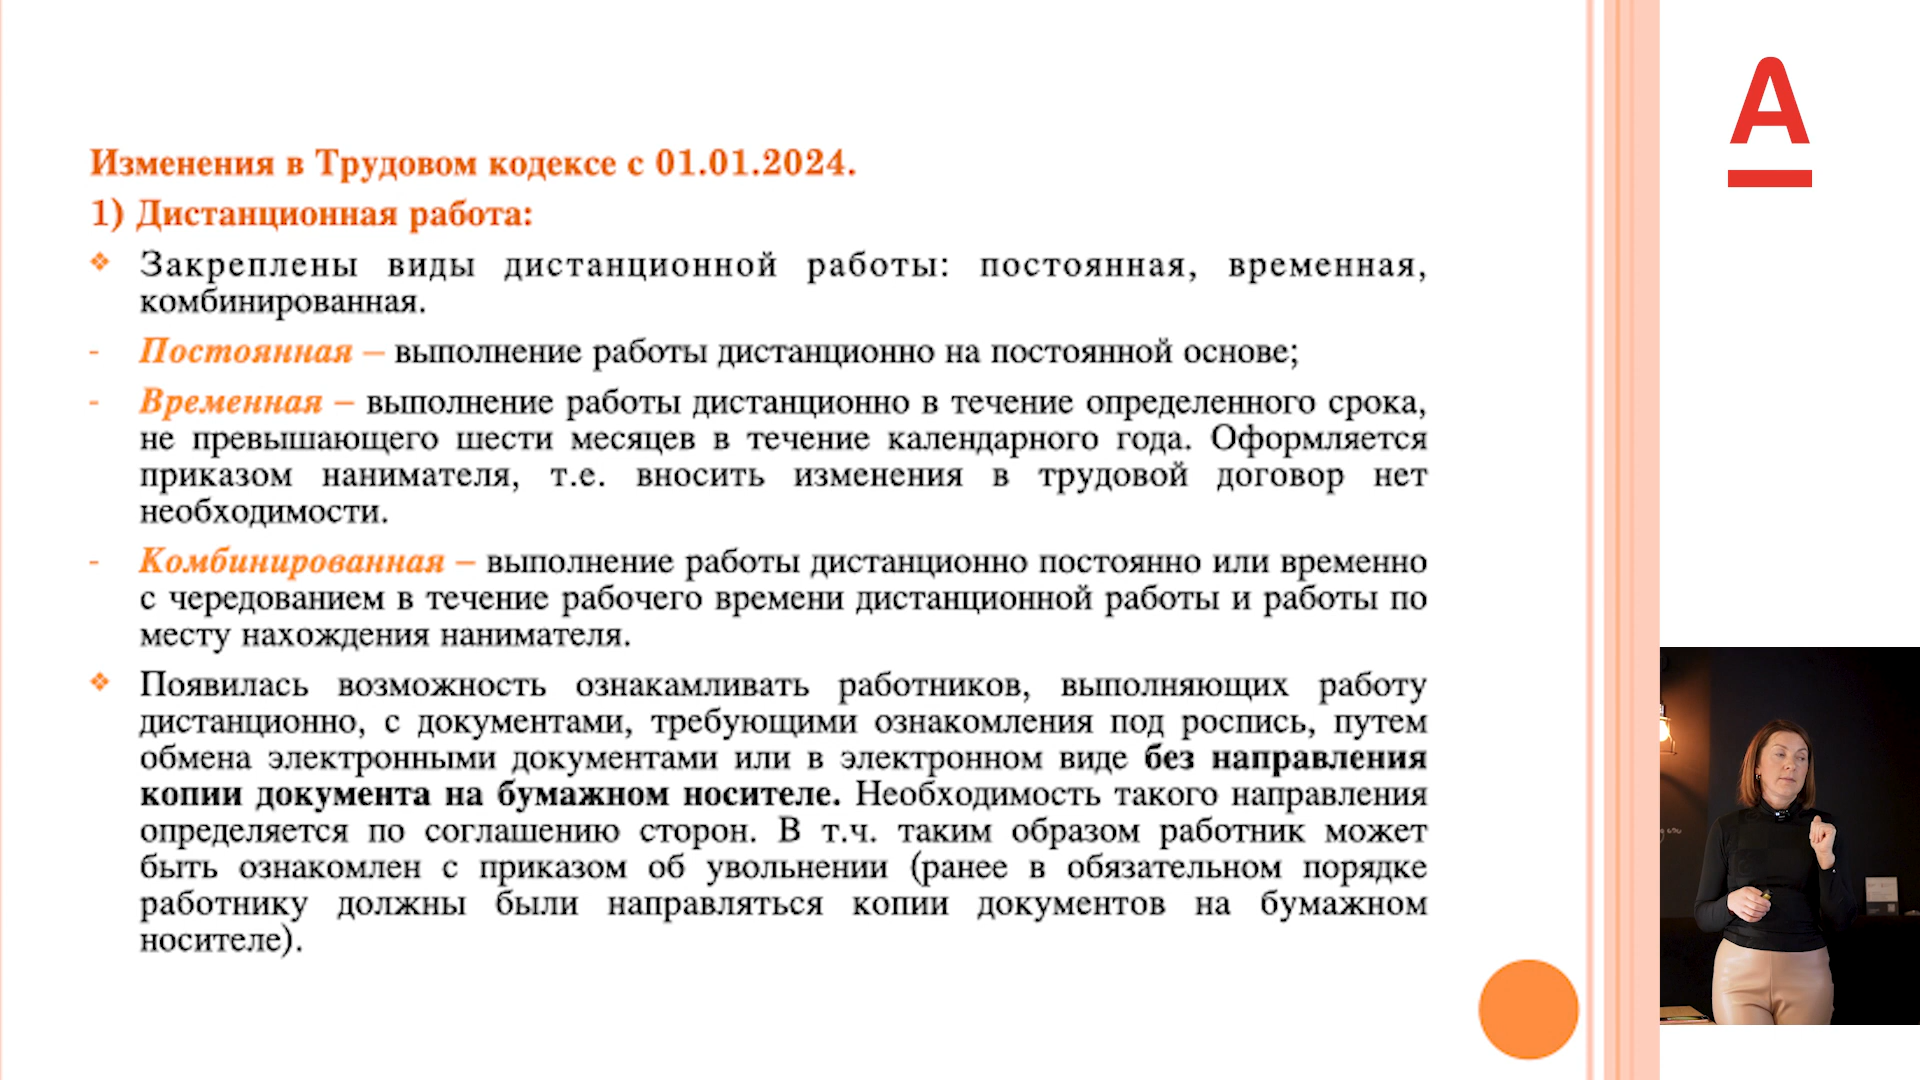 Изменения в Трудовом кодексе с 01.01.2024.
1) Дистанционная работа:
❖ Закреплены виды дистанционной работы: постоянная, временная,
комбинированная.
- Постоянная – выполнение работы дистанционно на постоянной основе;
- Временная – выполнение работы дистанционно в течение определенного срока,
не превышающего шести месяцев в течение календарного года. Оформляется
приказом нанимателя, т.е. вносить изменения в трудовой договор нет
необходимости.
- Комбинированная – выполнение работы дистанционно постоянно или временно
с чередованием в течение рабочего времени дистанционной работы и работы по
месту нахождения нанимателя.
❖ Появилась возможность ознакамливать работников, выполняющих работу
дистанционно, с документами, требующими ознакомления под роспись, путем
обмена электронными документами или в электронном виде без направления
копии документа на бумажном носителе. Необходимость такого направления
определяется по соглашению сторон. В т.ч. таким образом работник может
быть ознакомлен с приказом об увольнении (ранее в обязательном порядке
работнику должны были направляться копии документов на бумажном
носителе).
А